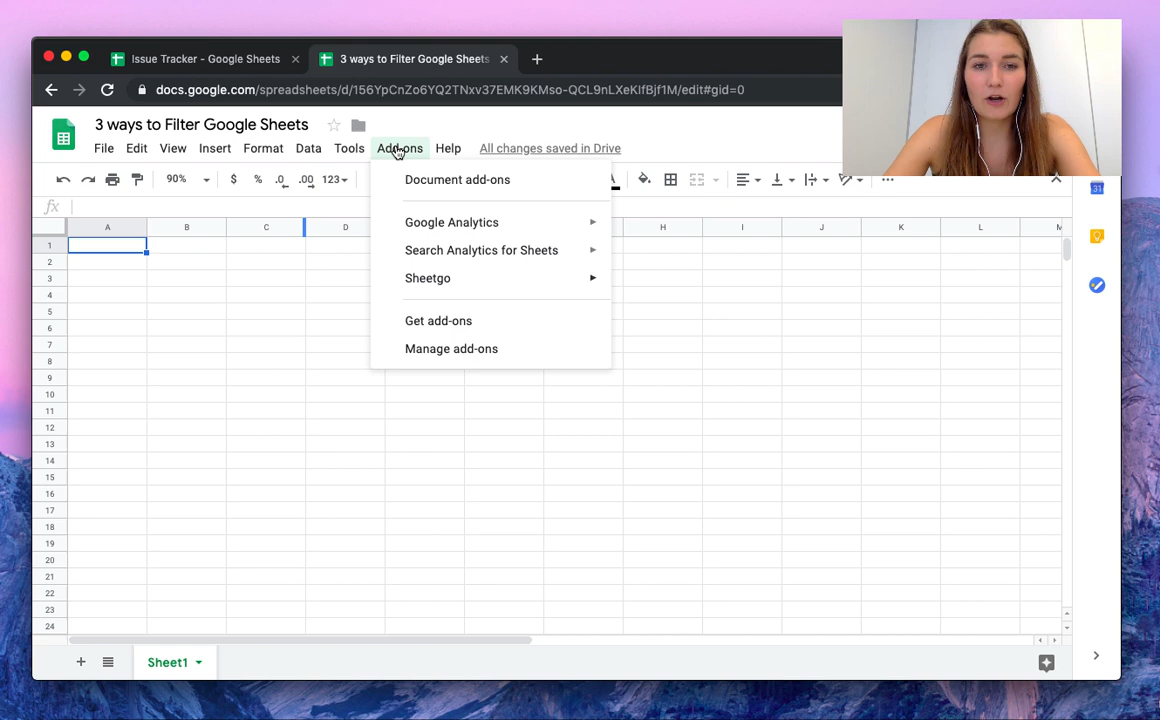 Issue Tracker - Google Sheets
3 ways to Filter Google Sheets
docs.google.com/spreadsheets/d/156YpCnZo6YQ2TNxv37EMK9KMso-QCL9nLXeKIfBjf1M/edit#gid=0
3 ways to Filter Google Sheets
File Edit View Insert Format Data Tools Add-ons Help All changes saved in Drive
90% $ % .0 .00 123
Document add-ons
Google Analytics
Search Analytics for Sheets
Sheetgo
Get add-ons
Manage add-ons
fx
A B C D H I J K L M
1
2
3
4
5
6
7
8
9
10
11
12
13
14
15
16
17
18
19
20
21
22
23
24
Sheet1
31